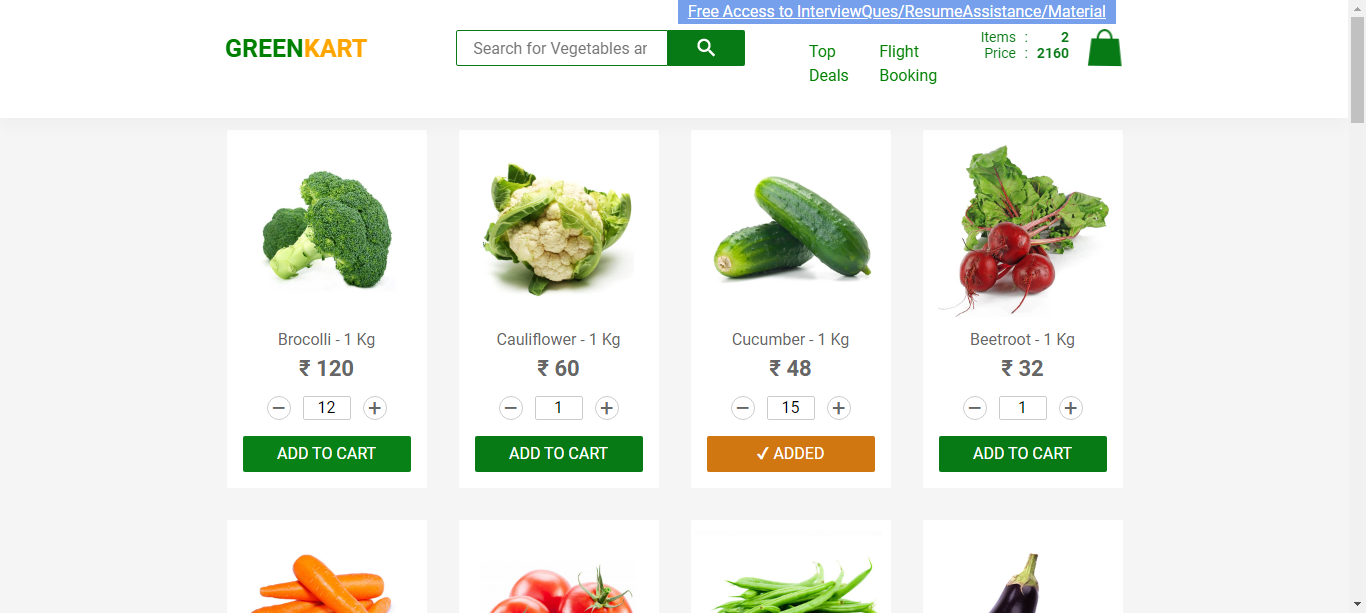 Free Access to InterviewQues/ResumeAssistance/Material
GREENKART
Search for Vegetables ar
Top Deals
Flight Booking
Items : 2
Price : 2160
Brocolli - 1 Kg
₹ 120
12
ADD TO CART
Cauliflower - 1 Kg
₹ 60
1
ADD TO CART
Cucumber - 1 Kg
₹ 48
15
✓ ADDED
Beetroot - 1 Kg
₹ 32
1
ADD TO CART